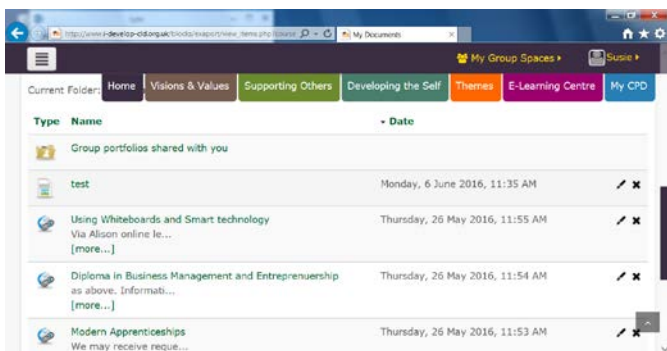 http://www.i-develop-cld.org.uk/blocks/exaport/view_items.php?course
My Documents
My Group Spaces
Susie
Current Folder:
Home
Visions & Values
Supporting Others
Developing the Self
Themes
E-Learning Centre
My CPD
Type Name Date
Group portfolios shared with you
test Monday, 6 June 2016, 11:35 AM
Using Whiteboards and Smart technology Thursday, 26 May 2016, 11:55 AM
Via Alison online le...
[more...]
Diploma in Business Management and Entreprenuership Thursday, 26 May 2016, 11:54 AM
as above. Informati...
[more...]
Modern Apprenticeships Thursday, 26 May 2016, 11:53 AM
We may receive reque...